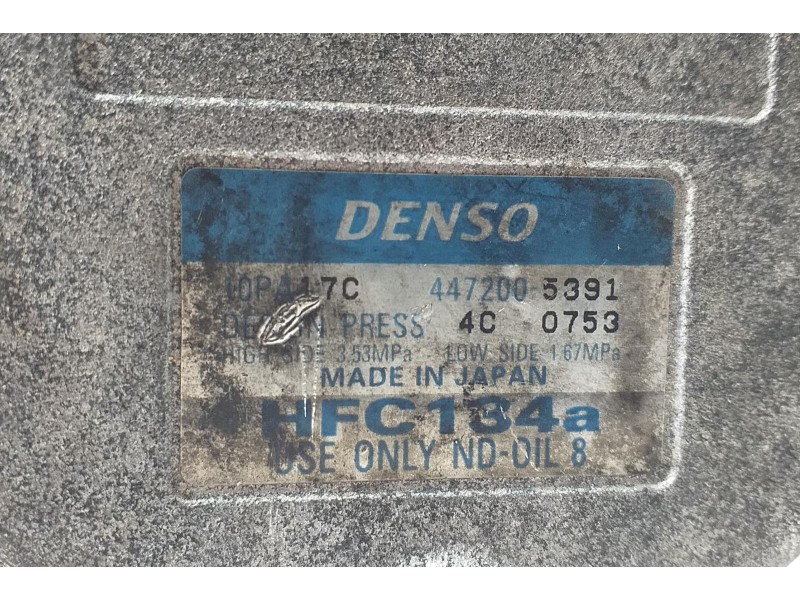 DENSO
10PA17C 447200-5391
DESIGN PRESS 4C 0753
HIGH SIDE 3.53MPa LOW SIDE 1.67MPa
MADE IN JAPAN
HFC134a
USE ONLY ND-OIL 8